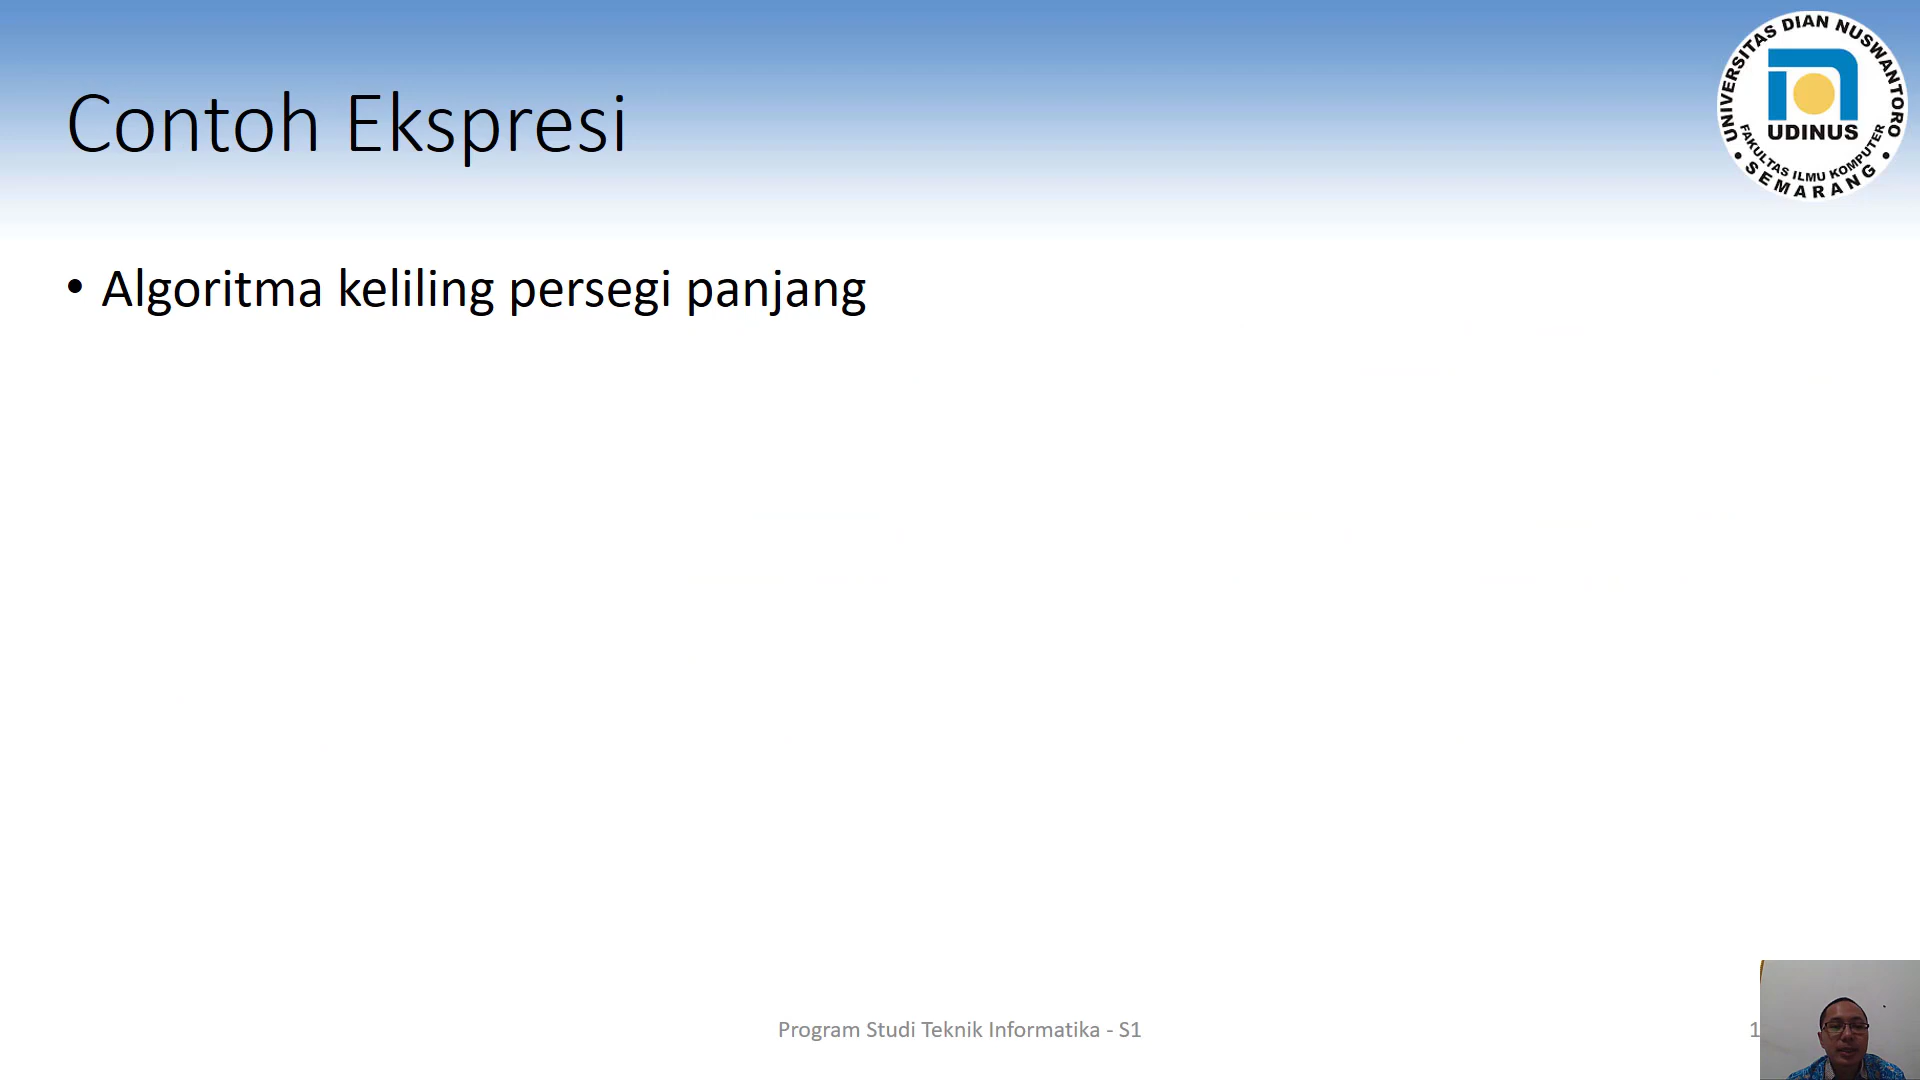 Contoh Ekspresi
UNIVERSITAS DIAN NUSWANTORO
UDINUS
FAKULTAS ILMU KOMPUTER
• SEMARANG •
• Algoritma keliling persegi panjang
Program Studi Teknik Informatika - S1
1